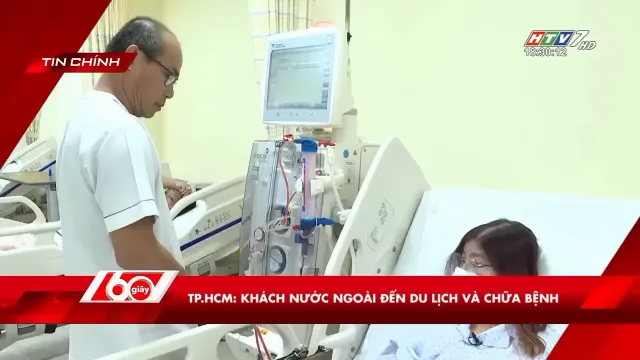 TIN CHÍNH
HTV7 HD
18:30:12
60 giây
TP.HCM: KHÁCH NƯỚC NGOÀI ĐẾN DU LỊCH VÀ CHỮA BỆNH